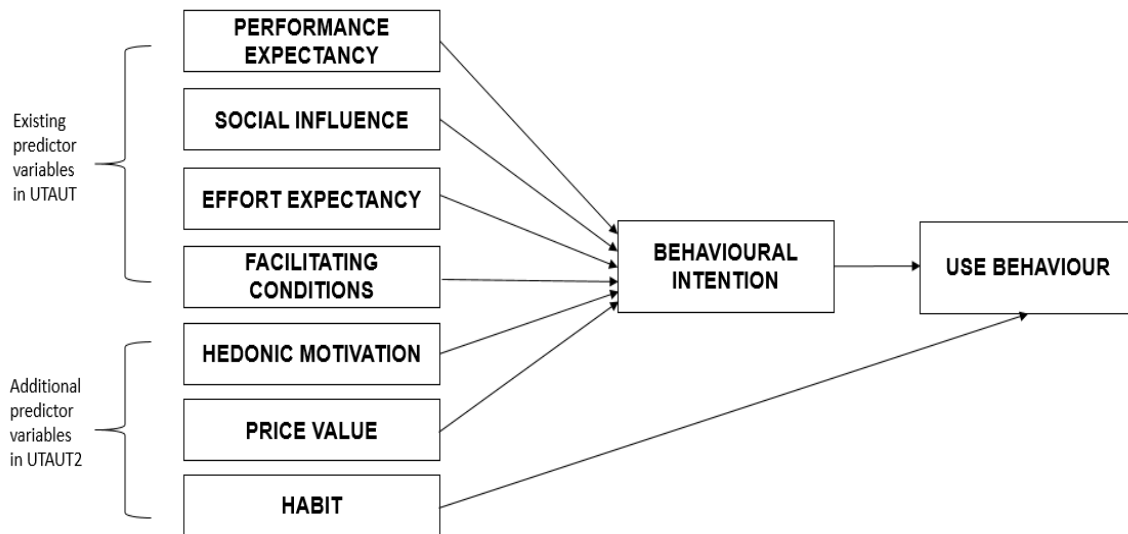 PERFORMANCE
EXPECTANCY
SOCIAL INFLUENCE
Existing
predictor
variables
in UTAUT
EFFORT EXPECTANCY
FACILITATING
CONDITIONS
BEHAVIOURAL
INTENTION
USE BEHAVIOUR
HEDONIC MOTIVATION
Additional
predictor
variables
in UTAUT2
PRICE VALUE
HABIT